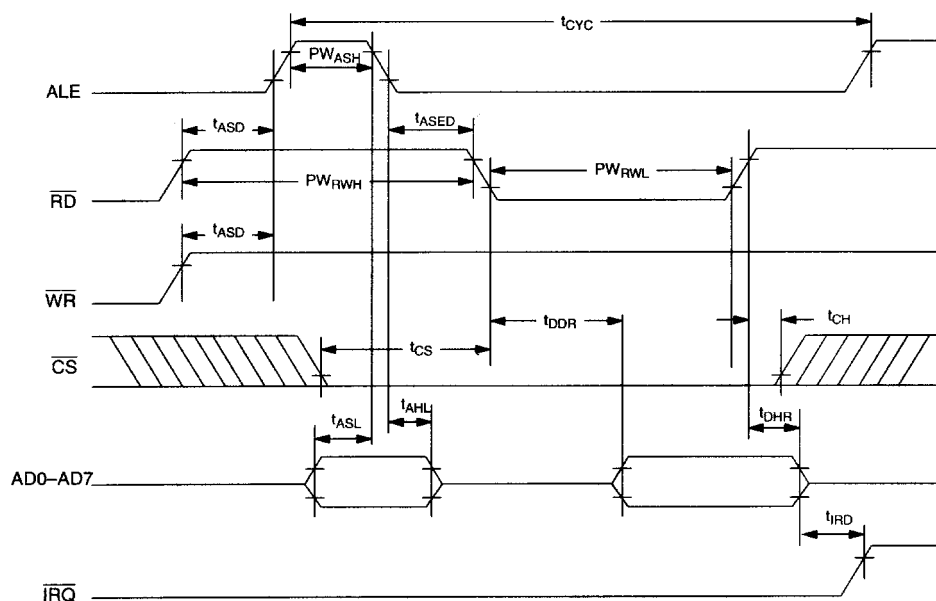 tCYC
PWASH
ALE
tASD
tASED
PWRWH
PWRWL
RD
tASD
WR
tDDR
tCH
tCS
CS
tAHL
tASL
tDHR
AD0–AD7
tIRD
IRQ